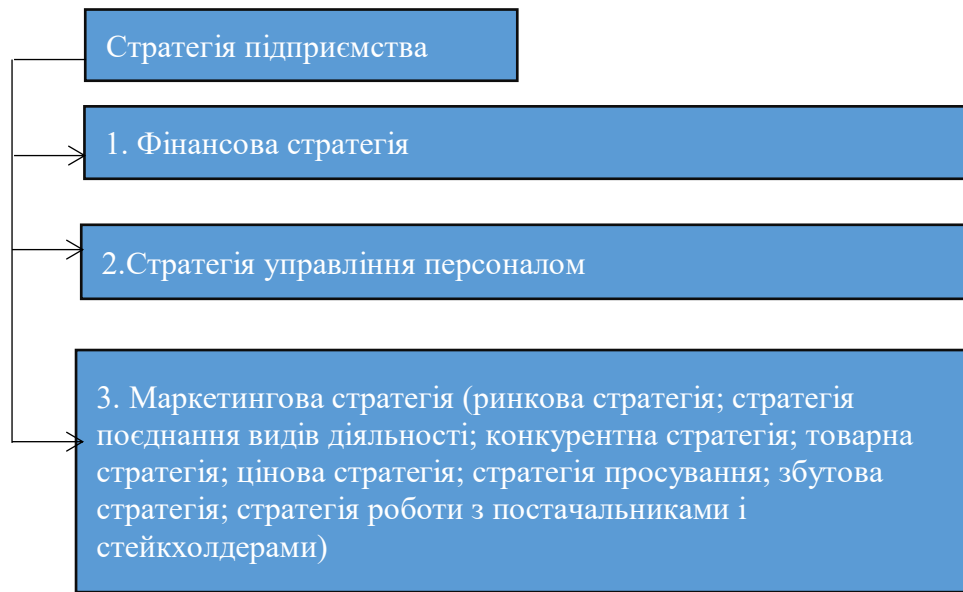 Стратегія підприємства
1. Фінансова стратегія
2.Стратегія управління персоналом
3. Маркетингова стратегія (ринкова стратегія; стратегія
поєднання видів діяльності; конкурентна стратегія; товарна
стратегія; цінова стратегія; стратегія просування; збутова
стратегія; стратегія роботи з постачальниками і
стейкхолдерами)